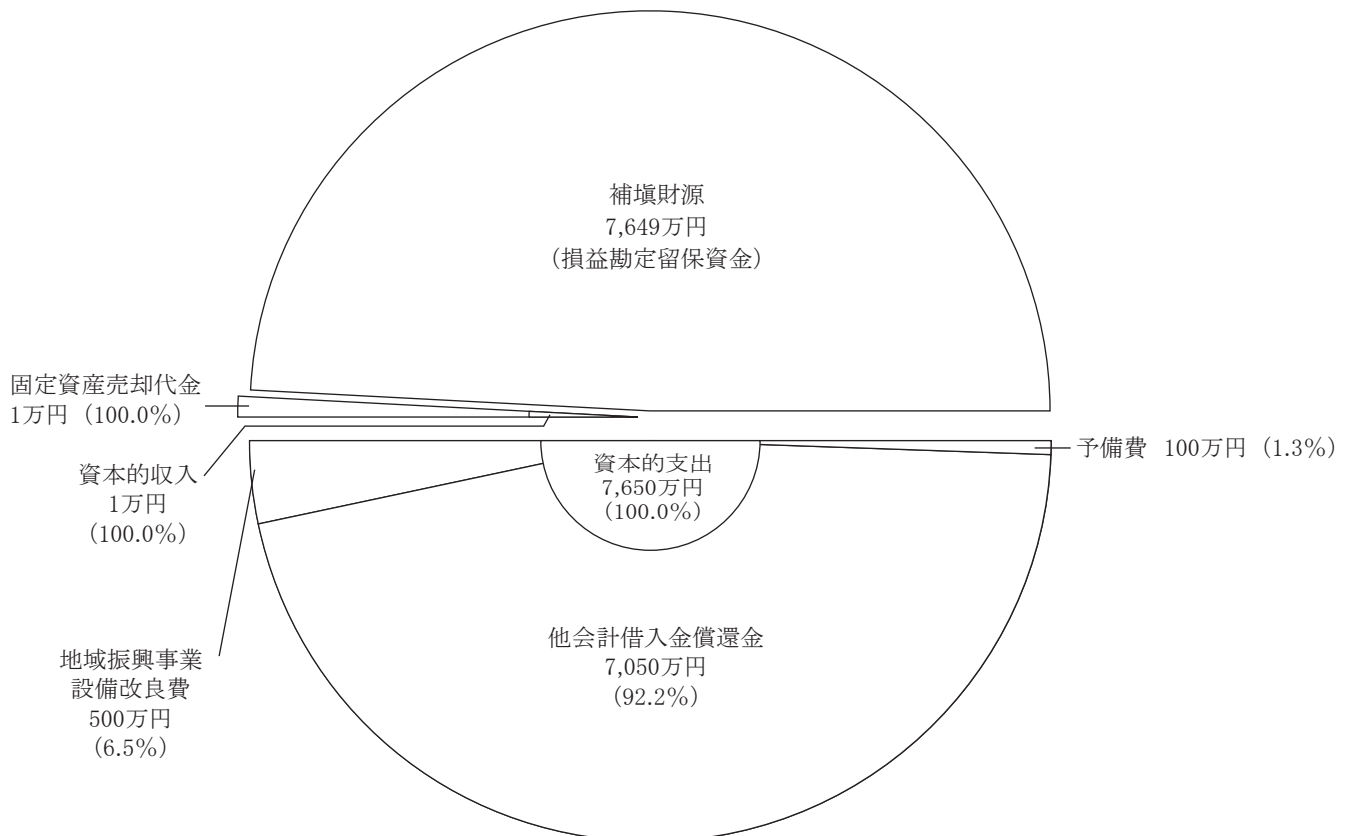 補塡財源
7,649万円
（損益勘定留保資金）
固定資産売却代金
1万円（100.0%）
資本的収入
1万円
（100.0%）
予備費 100万円（1.3%）
資本的支出
7,650万円
（100.0%）
他会計借入金償還金
7,050万円
（92.2%）
地域振興事業
設備改良費
500万円
（6.5%）